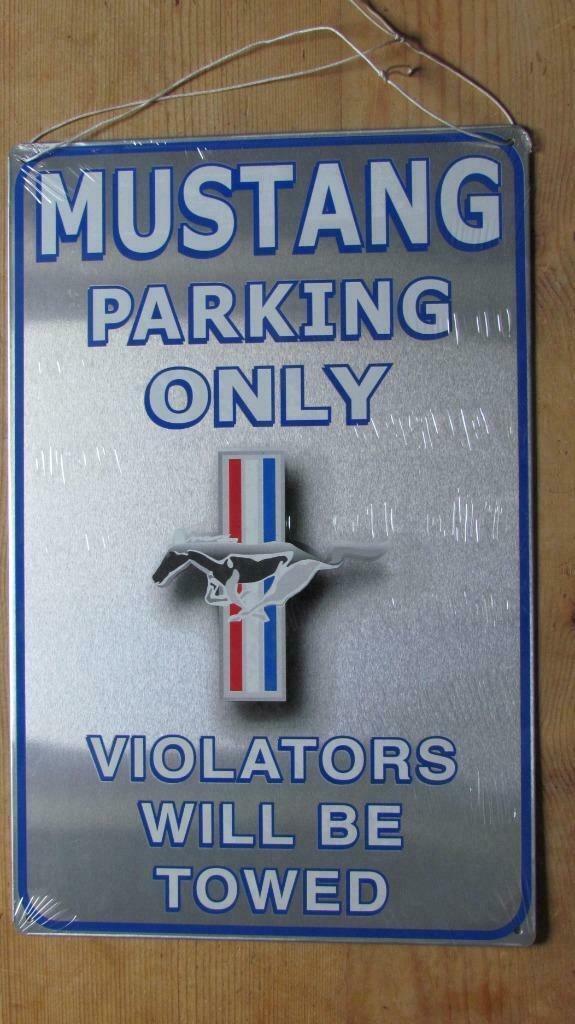 MUSTANG
PARKING
ONLY
VIOLATORS
WILL BE
TOWED